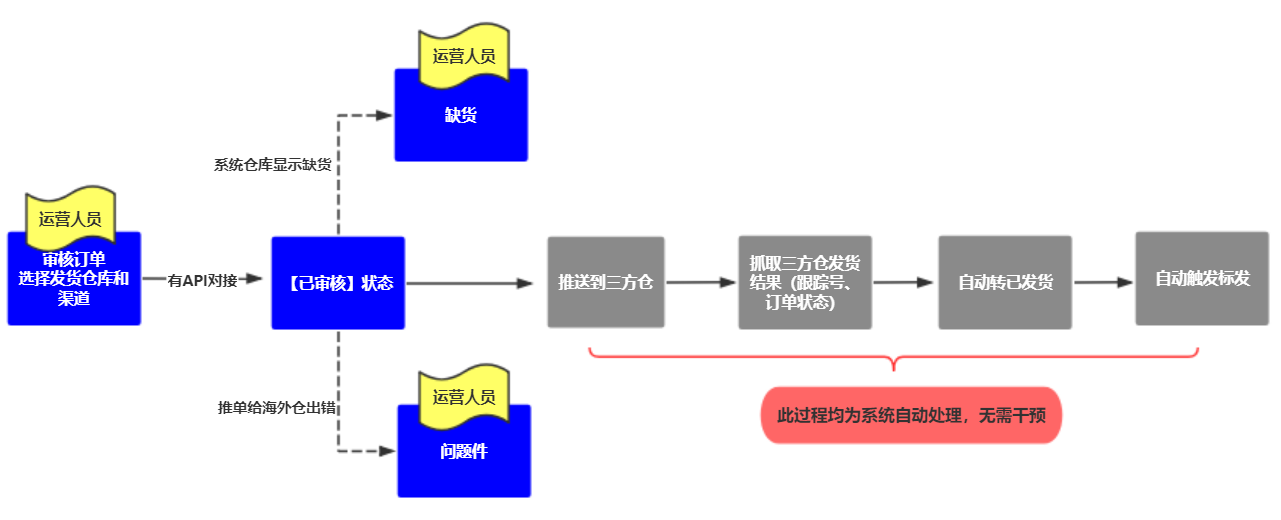 运营人员
缺货
系统仓库显示缺货
运营人员
审核订单
选择发货仓库和
渠道
有API对接
【已审核】状态
推送到三方仓
抓取三方仓发货
结果（跟踪号、
订单状态)
自动转已发货
自动触发标发
推单给海外仓出错
运营人员
问题件
此过程均为系统自动处理，无需干预